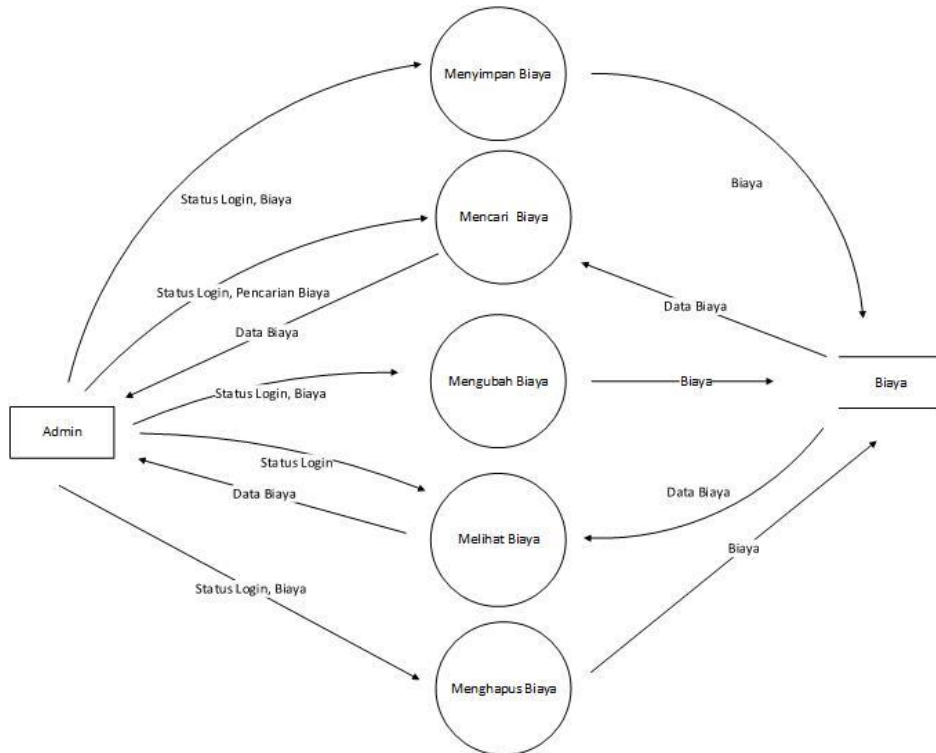 Menyimpan Biaya
Status Login, Biaya
Biaya
Mencari Biaya
Status Login, Pencarian Biaya
Data Biaya
Data Biaya
Mengubah Biaya
Status Login, Biaya
Biaya
Biaya
Admin
Status Login
Data Biaya
Data Biaya
Melihat Biaya
Biaya
Status Login, Biaya
Menghapus Biaya